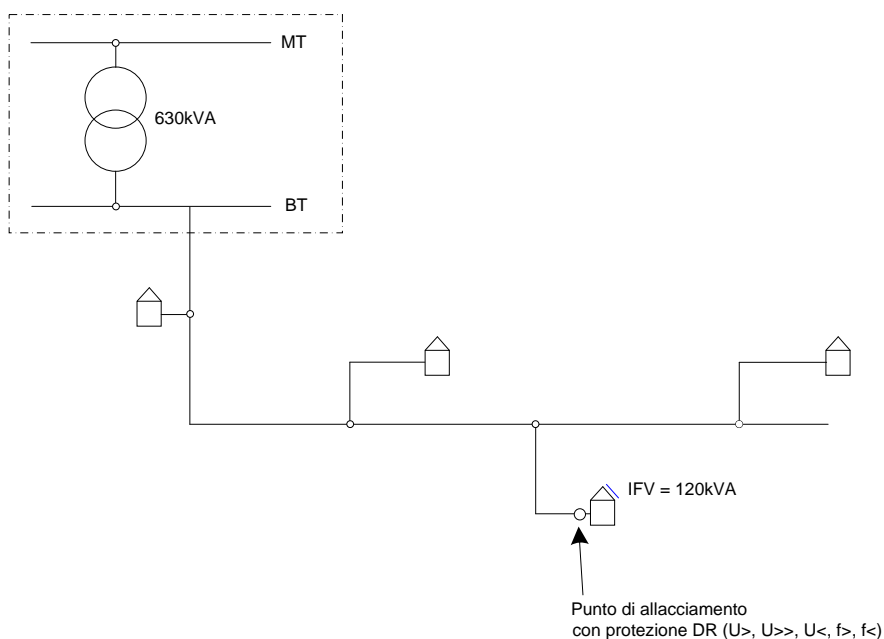 MT
630kVA
BT
IFV = 120kVA
Punto di allacciamento
con protezione DR (U>, U>>, U<, f>, f<)